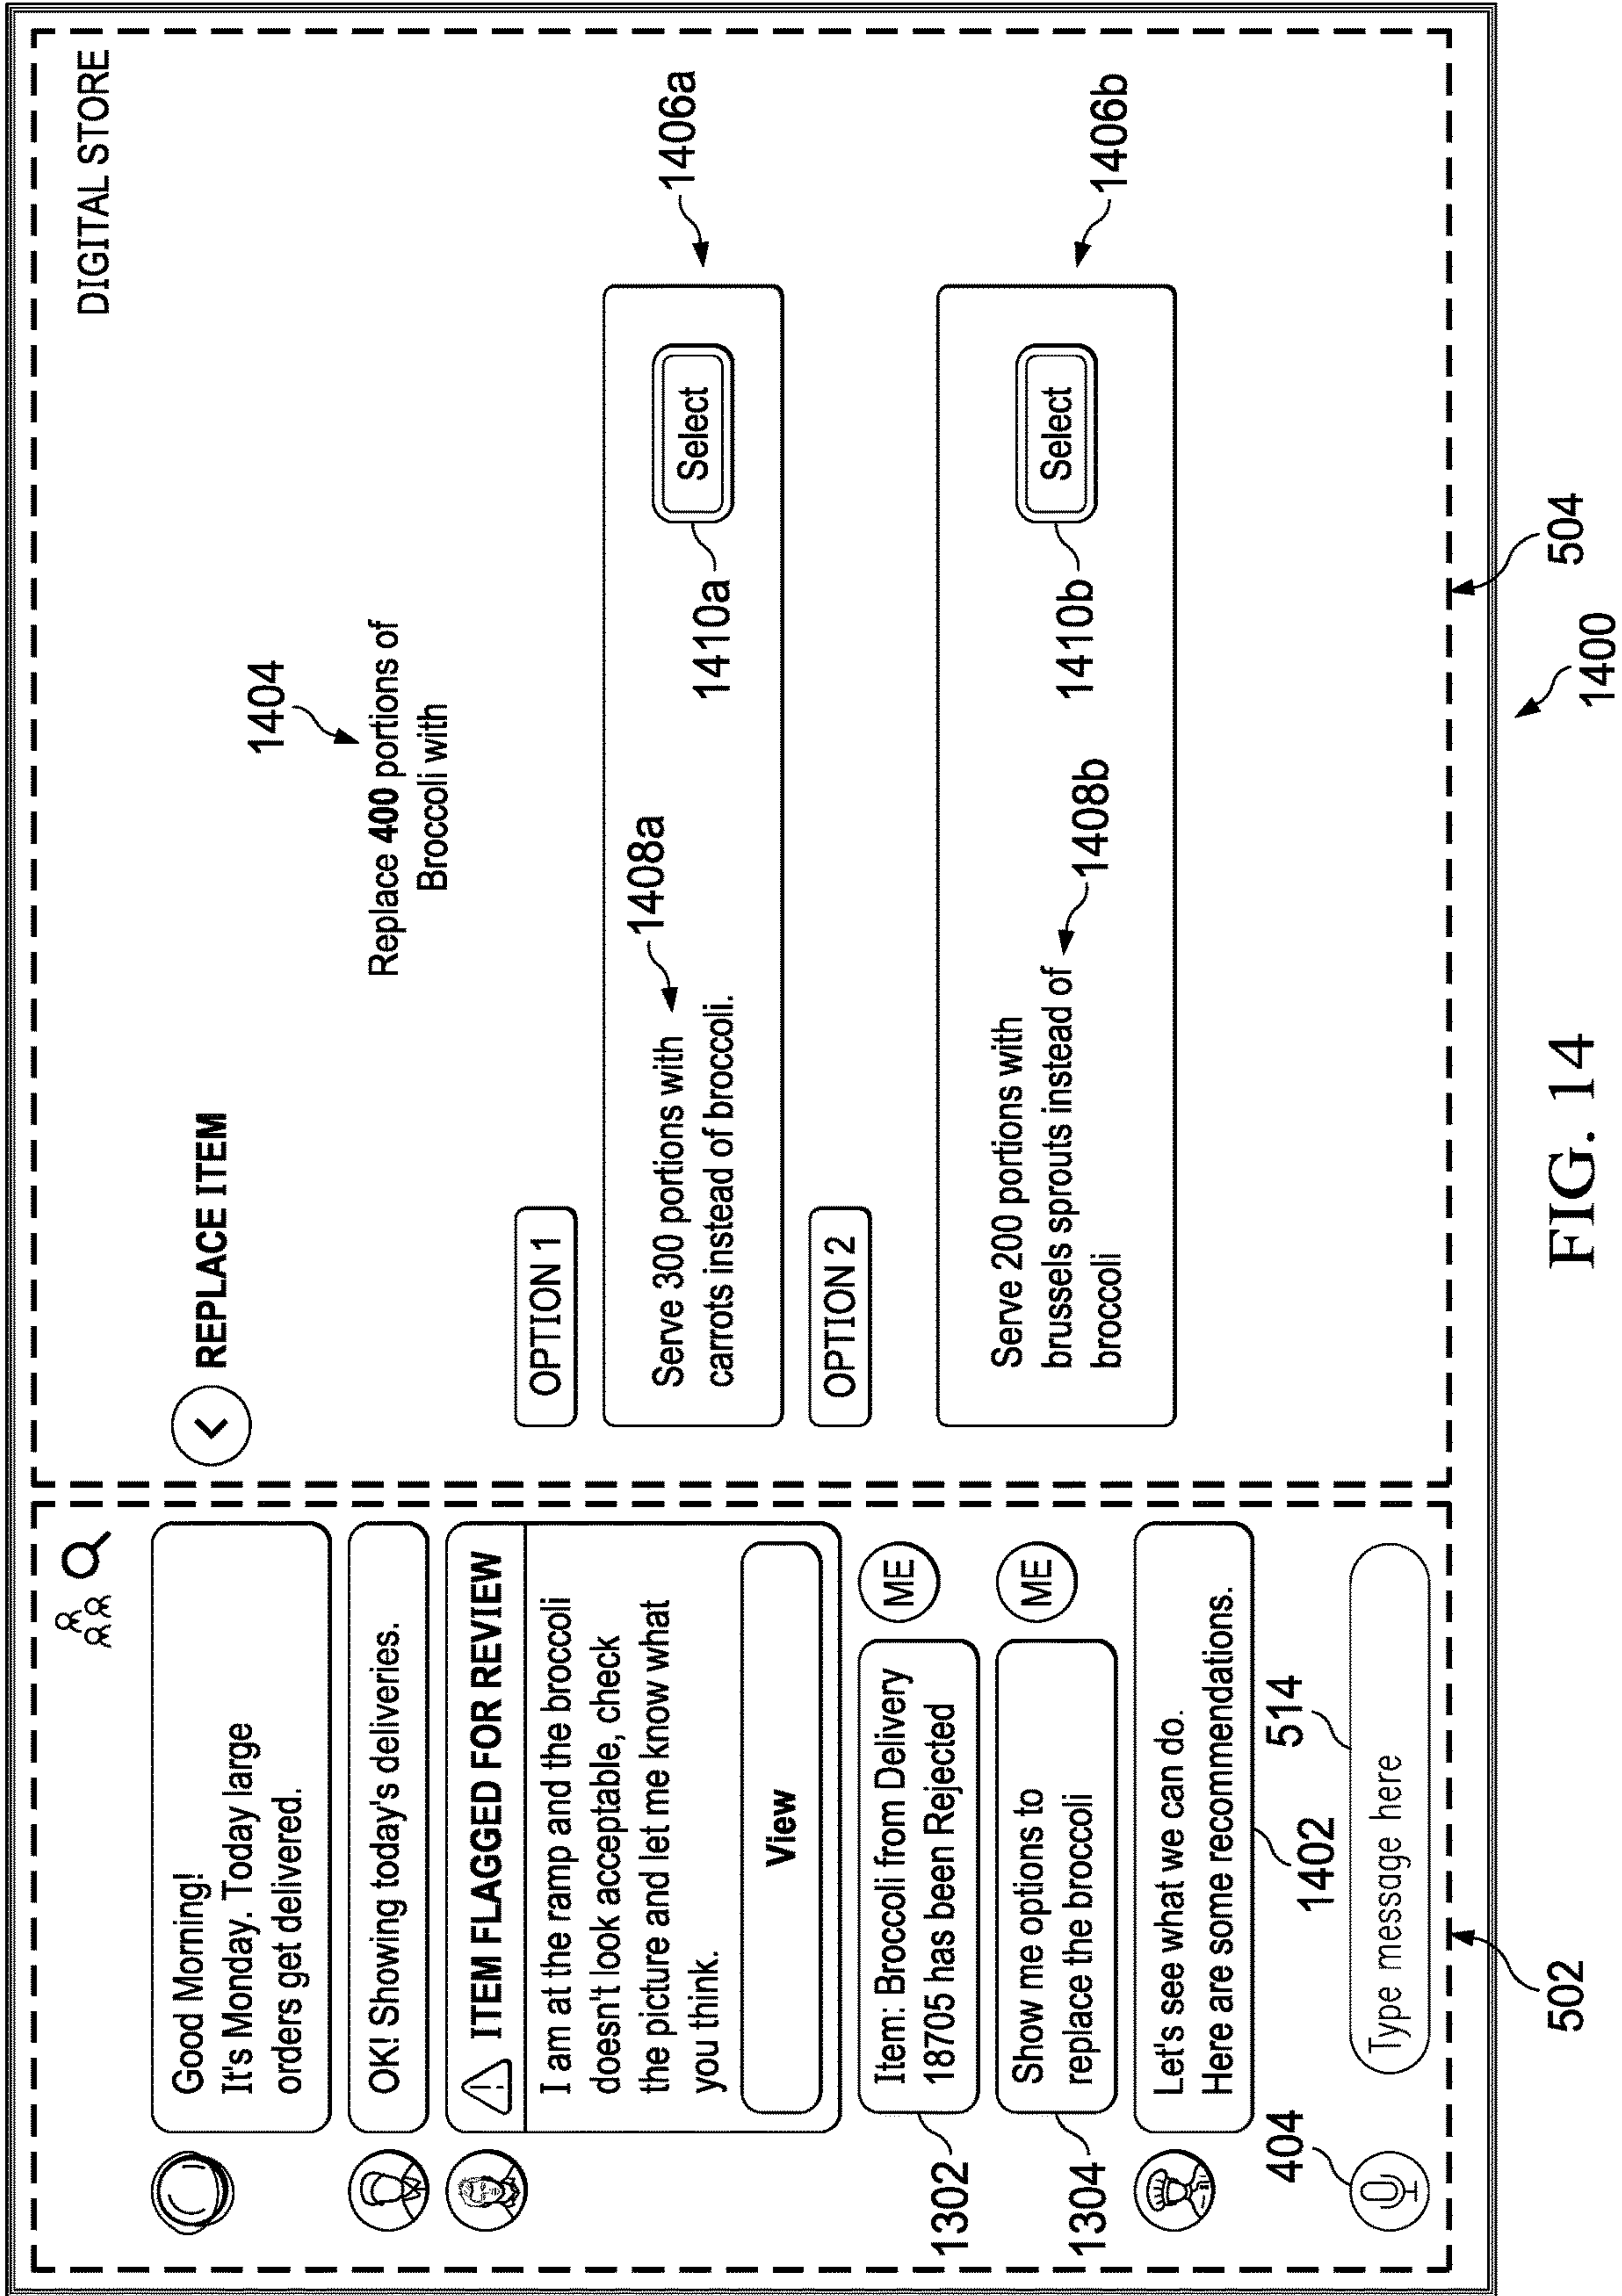 Good Morning!
It's Monday. Today large
orders get delivered.
OK! Showing today's deliveries.
ITEM FLAGGED FOR REVIEW
I am at the ramp and the broccoli
doesn't look acceptable, check
the picture and let me know what
you think.
View
Item: Broccoli from Delivery
18705 has been Rejected
ME
1302
Show me options to
replace the broccoli
ME
1304
Let's see what we can do.
Here are some recommendations.
1402
404
514
Type message here
502
DIGITAL STORE
REPLACE ITEM
1404
Replace 400 portions of
Broccoli with
OPTION 1
1408a
Serve 300 portions with
carrots instead of broccoli.
Select
1410a
1406a
OPTION 2
Serve 200 portions with
brussels sprouts instead of
broccoli
1408b
Select
1410b
1406b
504
1400
FIG. 14